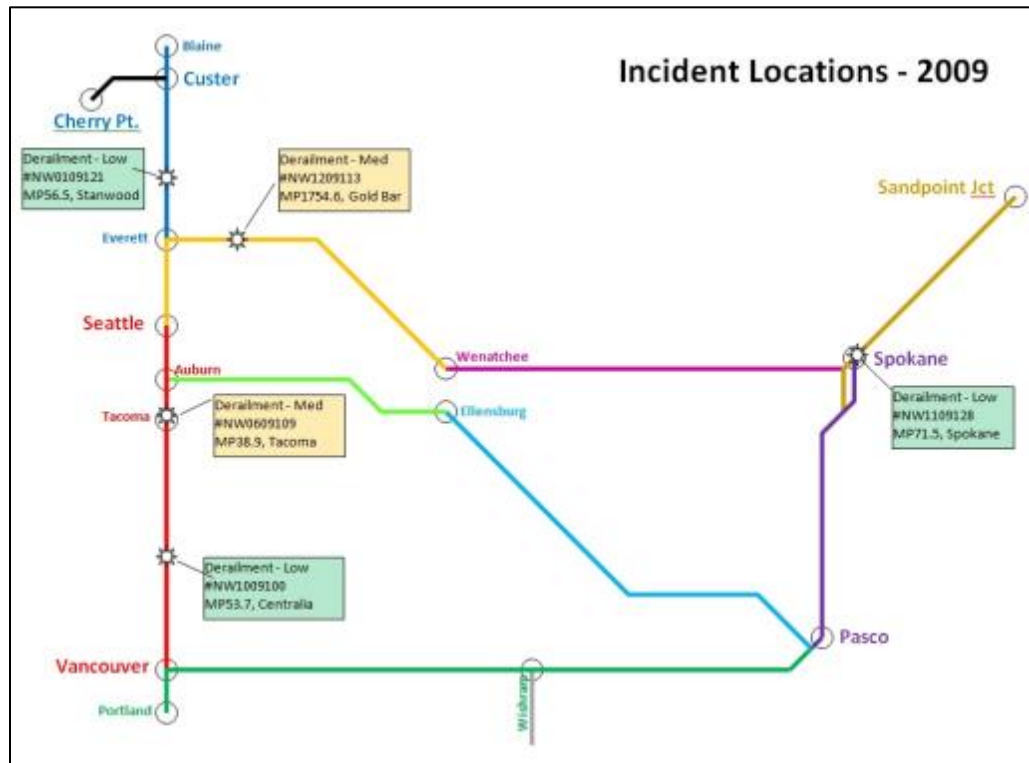 Blaine
Incident Locations - 2009
Custer
Cherry Pt.
Derailment - Low
#NW0109121
MP56.5, Stanwood
Derailment - Med
#NW1209113
MP1754.6, Gold Bar
Sandpoint Jct
Everett
Seattle
Wenatchee
Spokane
Auburn
Derailment - Low
#NW1109128
MP71.5, Spokane
Tacoma
Derailment - Med
#NW0609109
MP38.9, Tacoma
Ellensburg
Derailment - Low
#NW1009100
MP53.7, Centralia
Pasco
Vancouver
Wishram
Portland